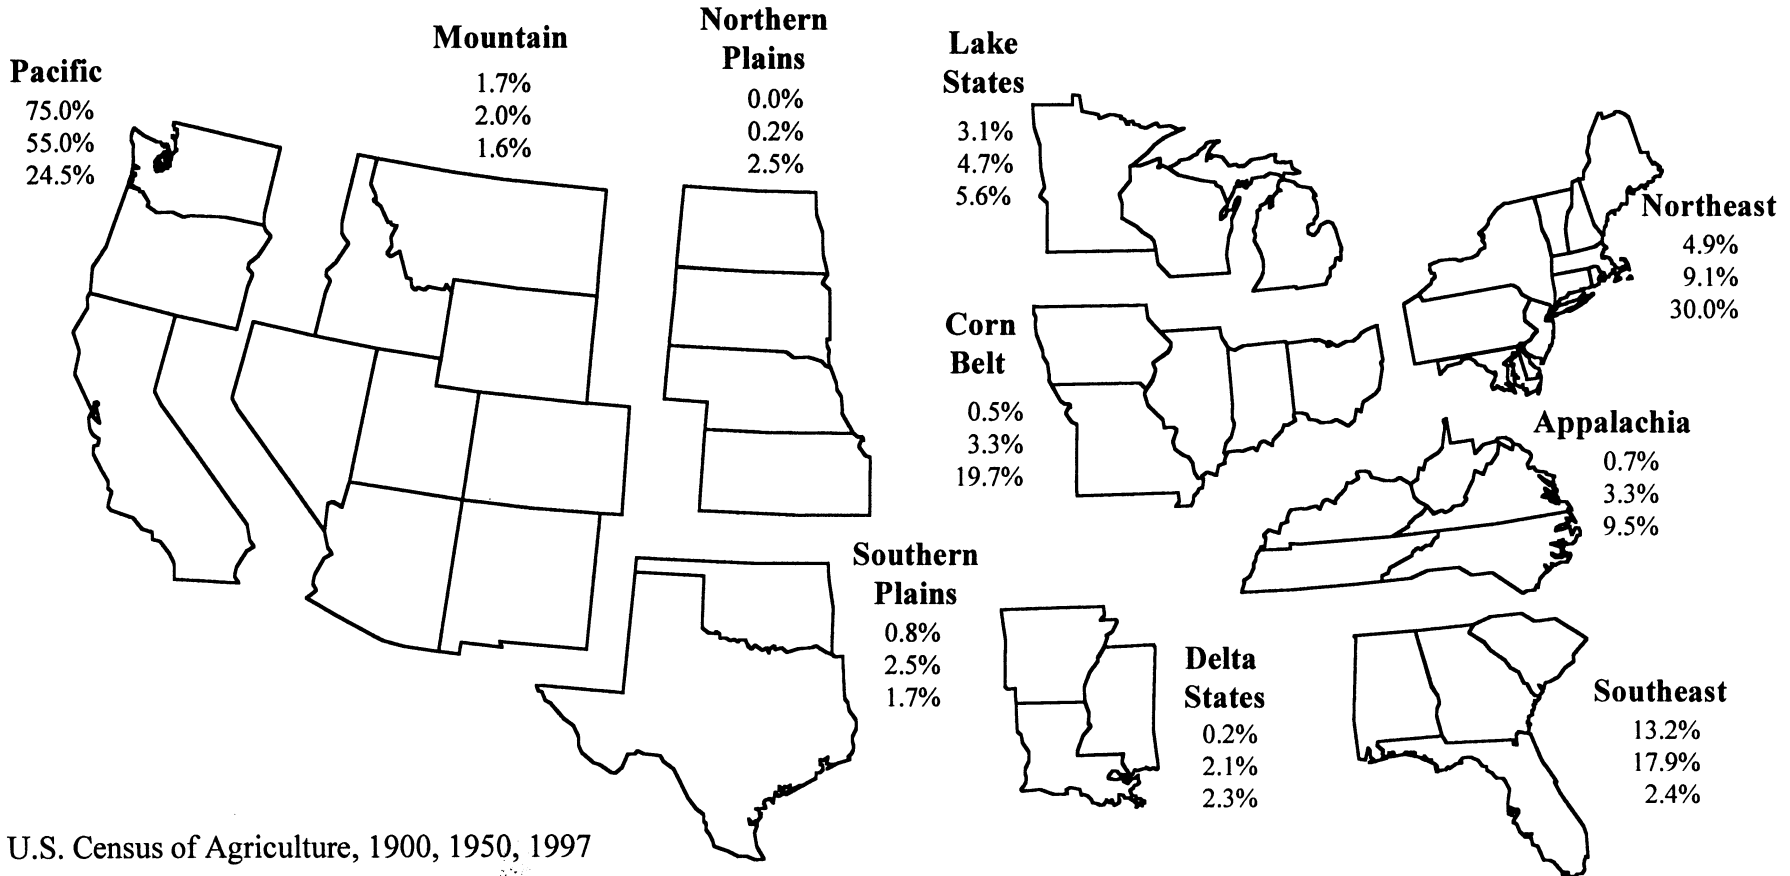 Pacific
75.0%
55.0%
24.5%
Mountain
1.7%
2.0%
1.6%
Northern
Plains
0.0%
0.2%
2.5%
Lake
States
3.1%
4.7%
5.6%
Northeast
4.9%
9.1%
30.0%
Corn
Belt
0.5%
3.3%
19.7%
Appalachia
0.7%
3.3%
9.5%
Southern
Plains
0.8%
2.5%
1.7%
Delta
States
0.2%
2.1%
2.3%
Southeast
13.2%
17.9%
2.4%
U.S. Census of Agriculture, 1900, 1950, 1997